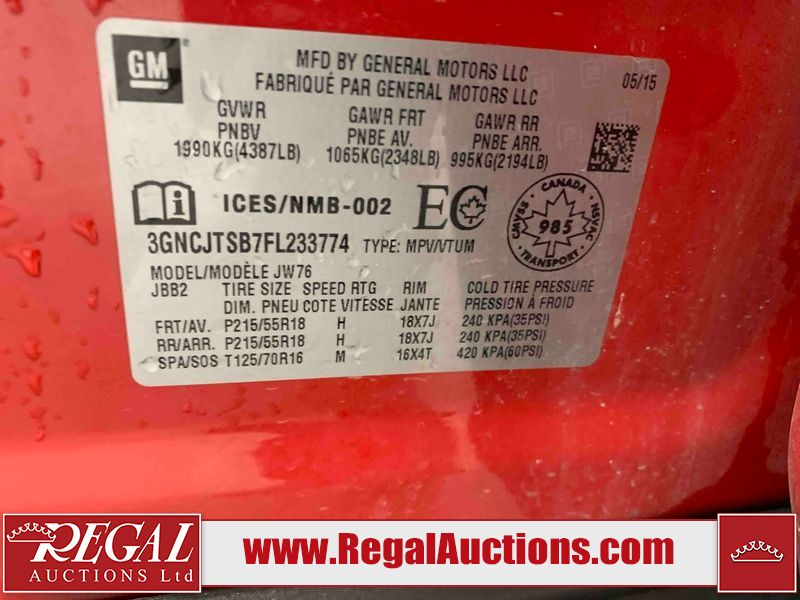 GM
MFD BY GENERAL MOTORS LLC
FABRIQUÉ PAR GENERAL MOTORS LLC
05/15
GVWR GAWR FRT GAWR RR
PNBV PNBE AV. PNBE ARR.
1990KG(4387LB) 1065KG(2348LB) 995KG(2194LB)
i ICES/NMB-002 EC
CANADA
CMVSS NSVAC
985
TRANSPORT
3GNCJTSB7FL233774 TYPE: MPV/VTUM
MODEL/MODÈLE JW76
JBB2 TIRE SIZE SPEED RTG RIM COLD TIRE PRESSURE
DIM. PNEU COTE VITESSE JANTE PRESSION À FROID
FRT/AV. P215/55R18 H 18X7J 240 KPA(35PSI)
RR/ARR. P215/55R18 H 18X7J 240 KPA(35PSI)
SPA/SOS T125/70R16 M 16X4T 420 KPA(60PSI)
REGAL
AUCTIONS Ltd
www.RegalAuctions.com